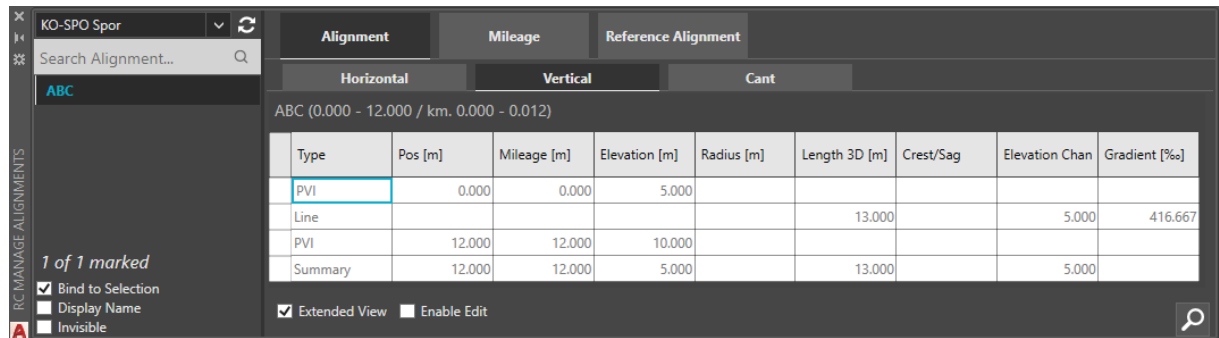 KO-SPO Spor
Search Alignment...
ABC
1 of 1 marked
Bind to Selection
Display Name
Invisible
RC MANAGE ALIGNMENTS
A
Alignment Mileage Reference Alignment
Horizontal Vertical Cant
ABC (0.000 - 12.000 / km. 0.000 - 0.012)
Type Pos [m] Mileage [m] Elevation [m] Radius [m] Length 3D [m] Crest/Sag Elevation Chan Gradient [‰]
PVI 0.000 0.000 5.000
Line 13.000 5.000 416.667
PVI 12.000 12.000 10.000
Summary 12.000 12.000 5.000 13.000 5.000
Extended View Enable Edit